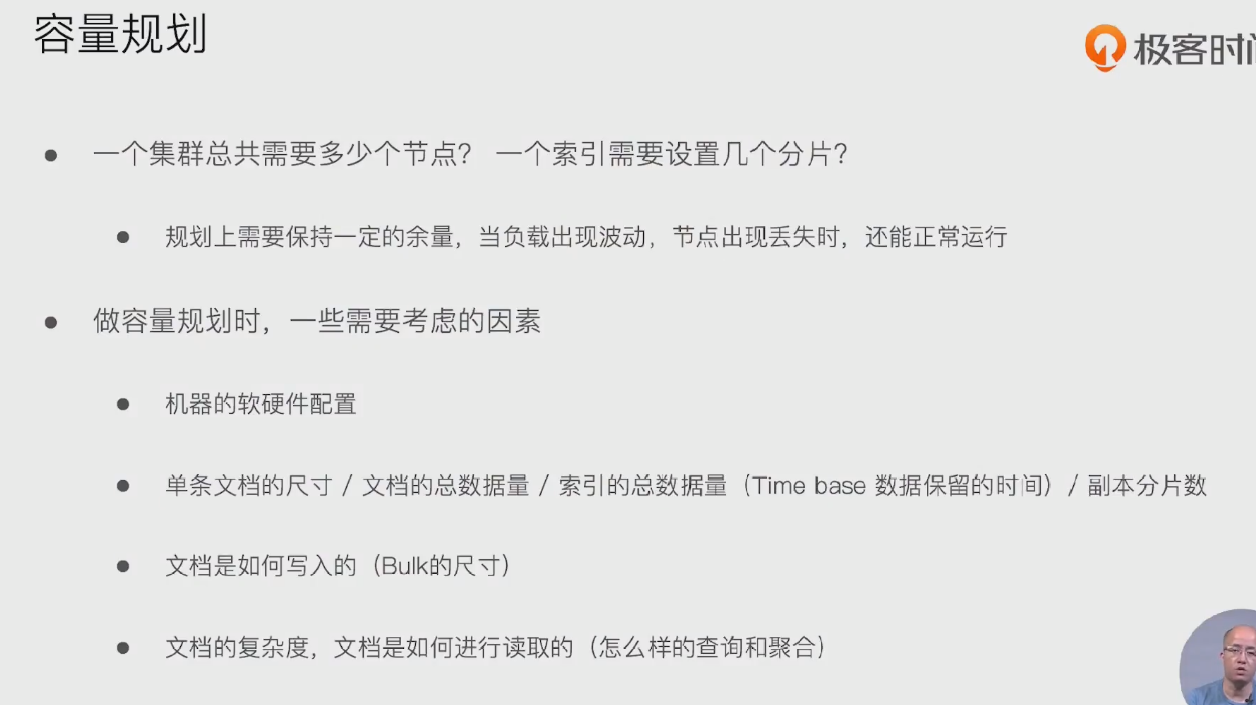 容量规划
极客时间
一个集群总共需要多少个节点？ 一个索引需要设置几个分片？
规划上需要保持一定的余量，当负载出现波动，节点出现丢失时，还能正常运行
做容量规划时，一些需要考虑的因素
机器的软硬件配置
单条文档的尺寸 / 文档的总数据量 / 索引的总数据量（Time base 数据保留的时间）/ 副本分片数
文档是如何写入的（Bulk的尺寸）
文档的复杂度，文档是如何进行读取的（怎么样的查询和聚合）